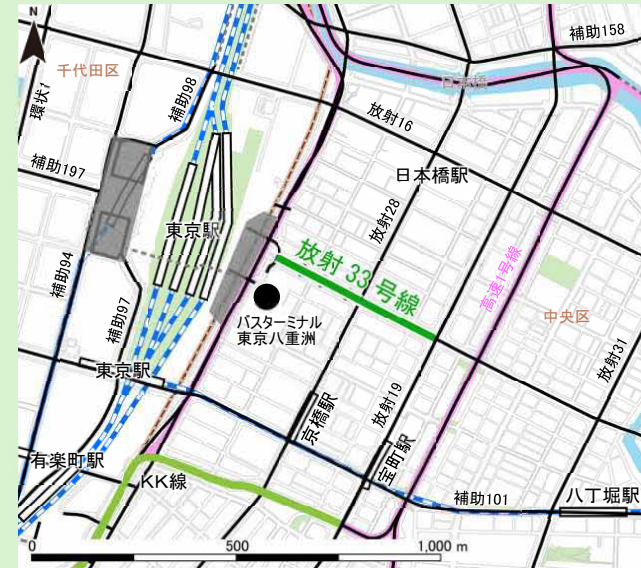 N
補助158
千代田区
日本橋
環状1
補助98
放射16
補助197
日本橋駅
東京駅
放射28
放射33号線
高速1号線
補助94
補助97
バスターミナル
東京八重洲
中央区
放射31
東京駅
京橋駅
放射19
宝町駅
有楽町駅
KK線
補助101
八丁堀駅
0
500
1,000 m